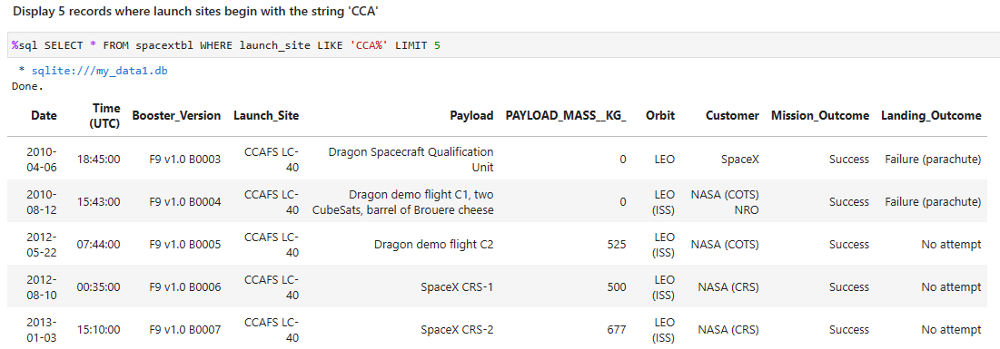 Display 5 records where launch sites begin with the string 'CCA'
%sql SELECT * FROM spacextbl WHERE launch_site LIKE 'CCA%' LIMIT 5
* sqlite:///my_data1.db
Done.
Date Time (UTC) Booster_Version Launch_Site Payload PAYLOAD_MASS__KG_ Orbit Customer Mission_Outcome Landing_Outcome
2010-04-06 18:45:00 F9 v1.0 B0003 CCAFS LC-40 Dragon Spacecraft Qualification Unit 0 LEO SpaceX Success Failure (parachute)
2010-08-12 15:43:00 F9 v1.0 B0004 CCAFS LC-40 Dragon demo flight C1, two CubeSats, barrel of Brouere cheese 0 LEO (ISS) NASA (COTS) NRO Success Failure (parachute)
2012-05-22 07:44:00 F9 v1.0 B0005 CCAFS LC-40 Dragon demo flight C2 525 LEO (ISS) NASA (COTS) Success No attempt
2012-08-10 00:35:00 F9 v1.0 B0006 CCAFS LC-40 SpaceX CRS-1 500 LEO (ISS) NASA (CRS) Success No attempt
2013-01-03 15:10:00 F9 v1.0 B0007 CCAFS LC-40 SpaceX CRS-2 677 LEO (ISS) NASA (CRS) Success No attempt